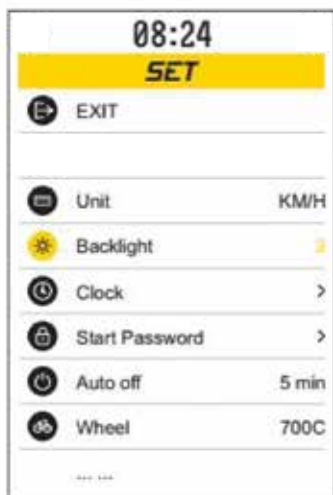 08:24
SET
EXIT
Unit KM/H
Backlight
Clock >
Start Password >
Auto off 5 min
Wheel 700C
... ...